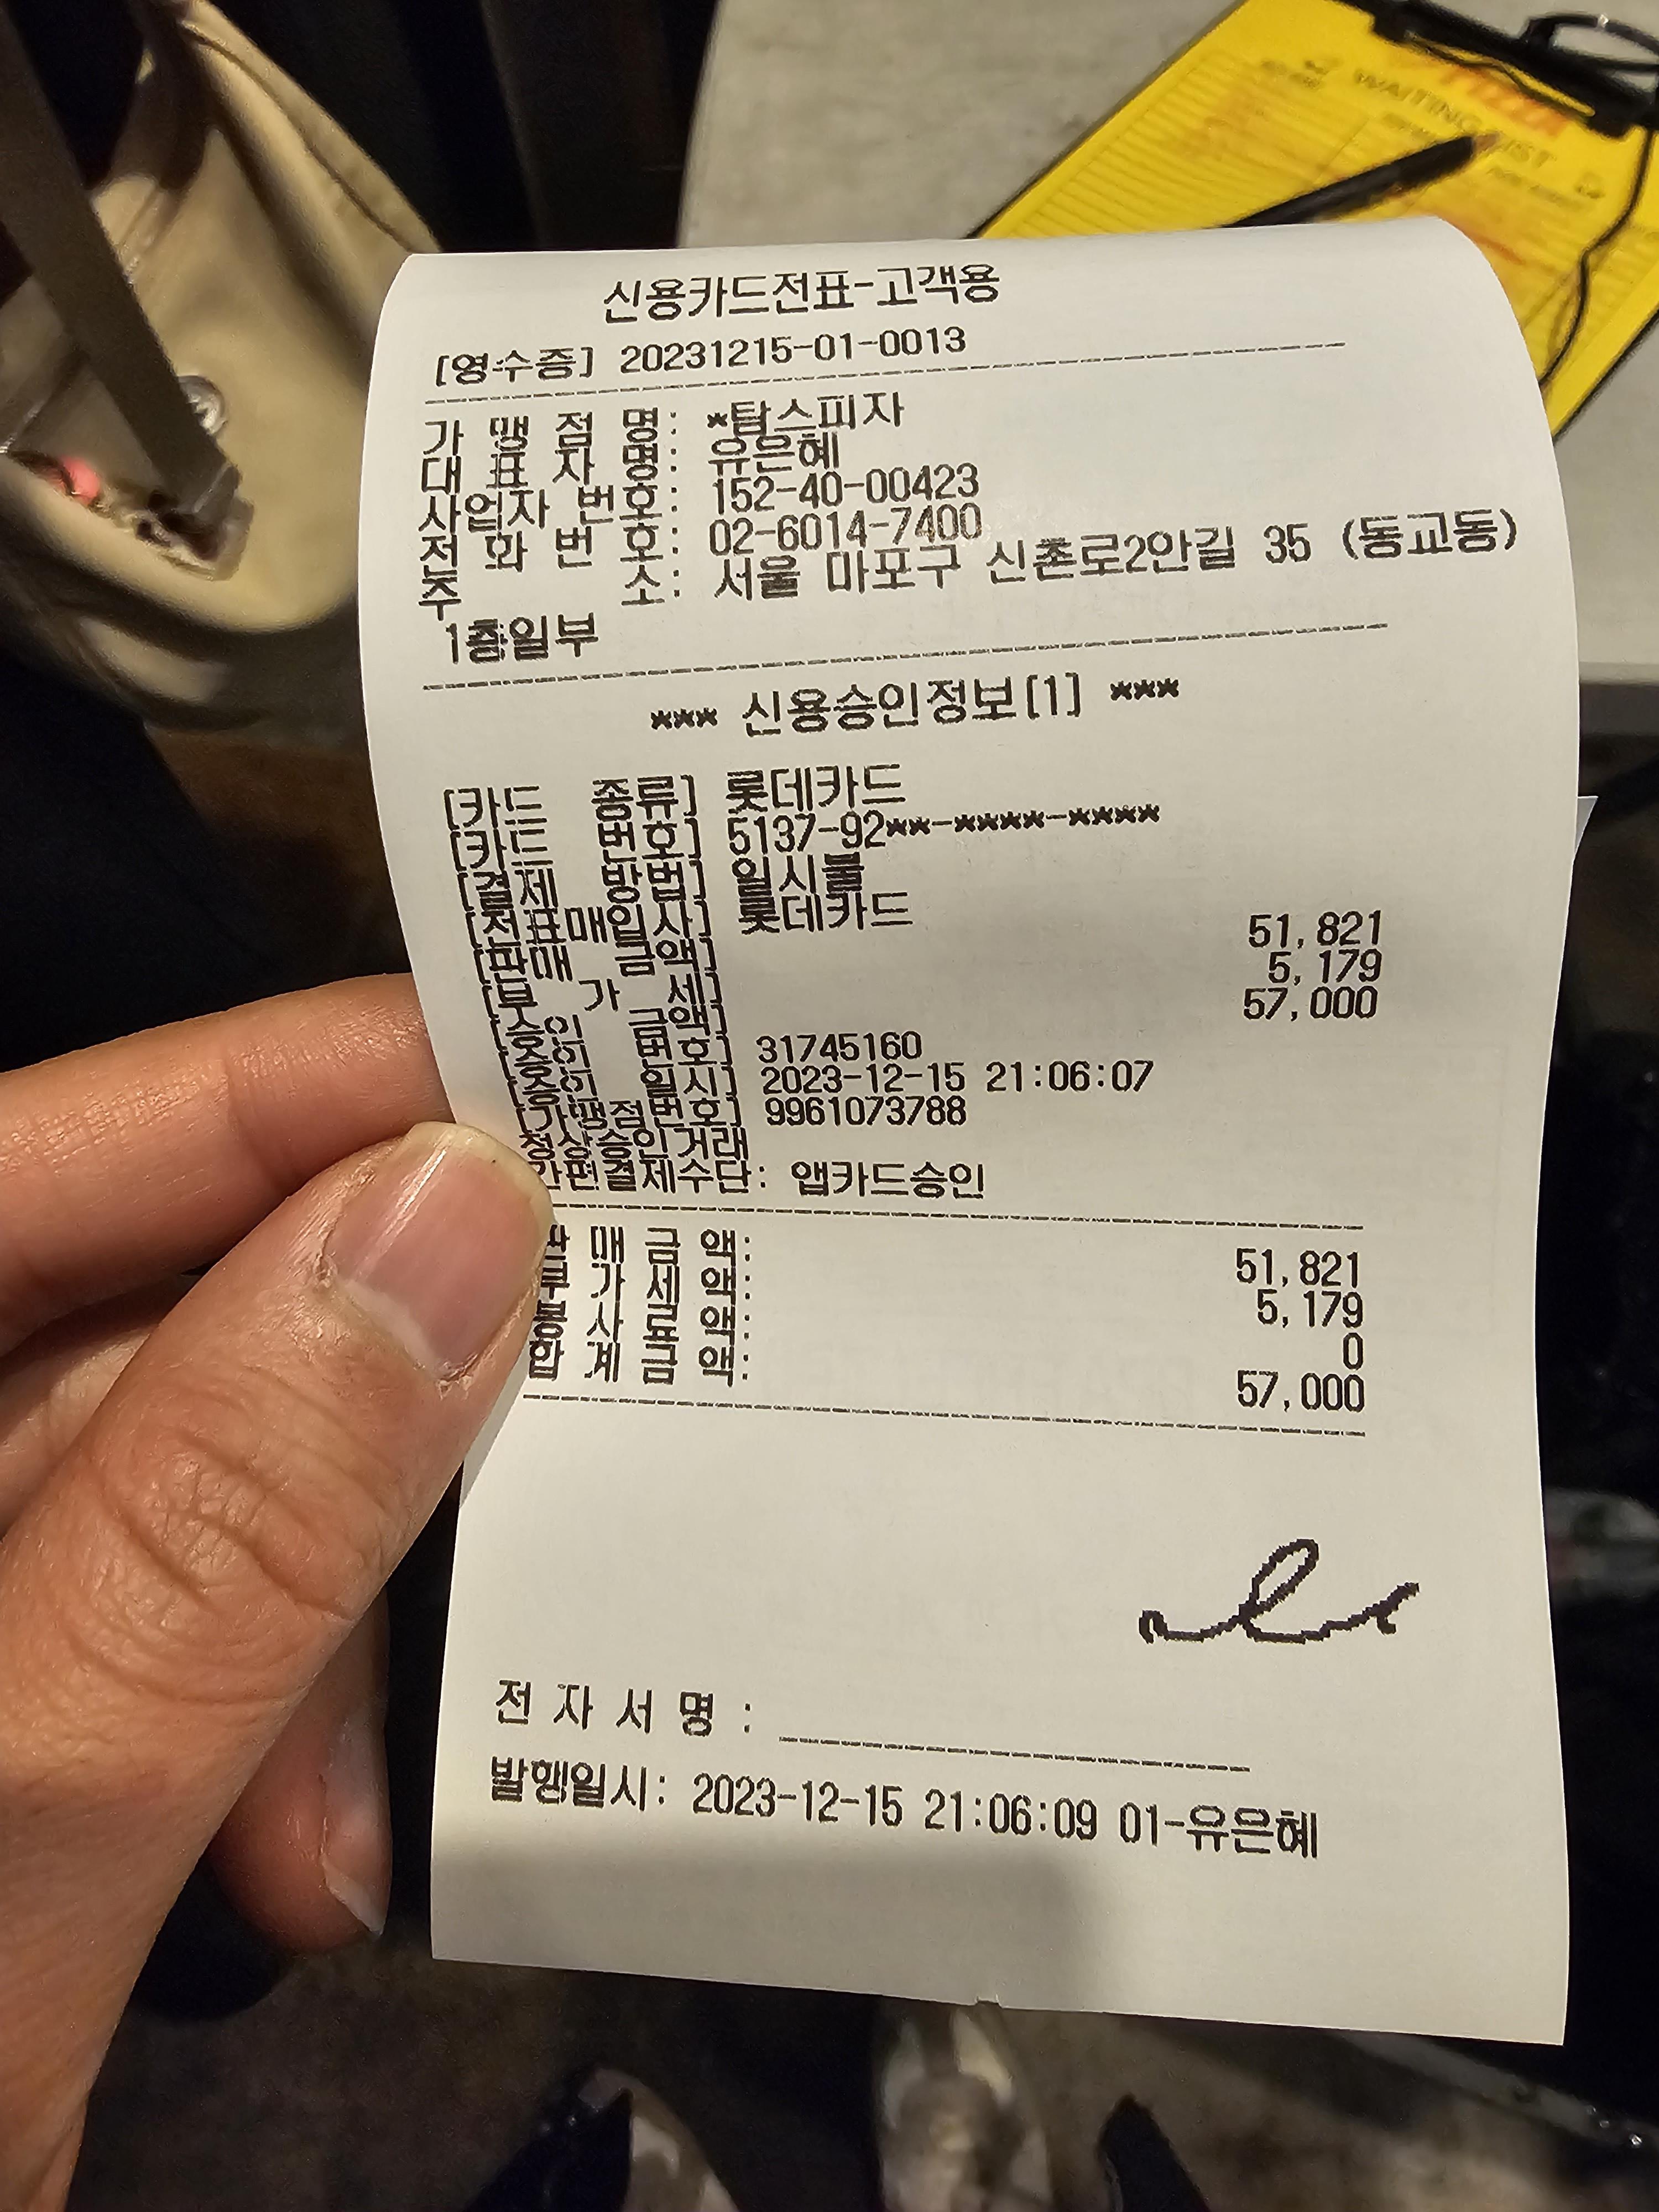 PIZZA
WAITING LIST
신용카드전표-고객용
[영수증] 20231215-01-0013
가 맹 점 명: *탑스피자
대 표 자 명: 유은혜
사업자 번호: 152-40-00423
전 화 번 호: 02-6014-7400
주 소: 서울 마포구 신촌로2안길 35 (동교동)
1층일부
*** 신용승인정보[1] ***
[카드 종류] 롯데카드
[카드 번호] 5137-92**-****-****
[결제 방법] 일시불
[전표매입사] 롯데카드
[판매 금액] 51,821
[부 가 세] 5,179
[승인 금액] 57,000
[승인 번호] 31745160
[승인 일시] 2023-12-15 21:06:07
[가맹점번호] 9961073788
정상승인거래
간편결제수단: 앱카드승인
판 매 금 액: 51,821
부 가 세 액: 5,179
봉 사 료 액: 0
합 계 금 액: 57,000
전 자 서 명 :
발행일시: 2023-12-15 21:06:09 01-유은혜